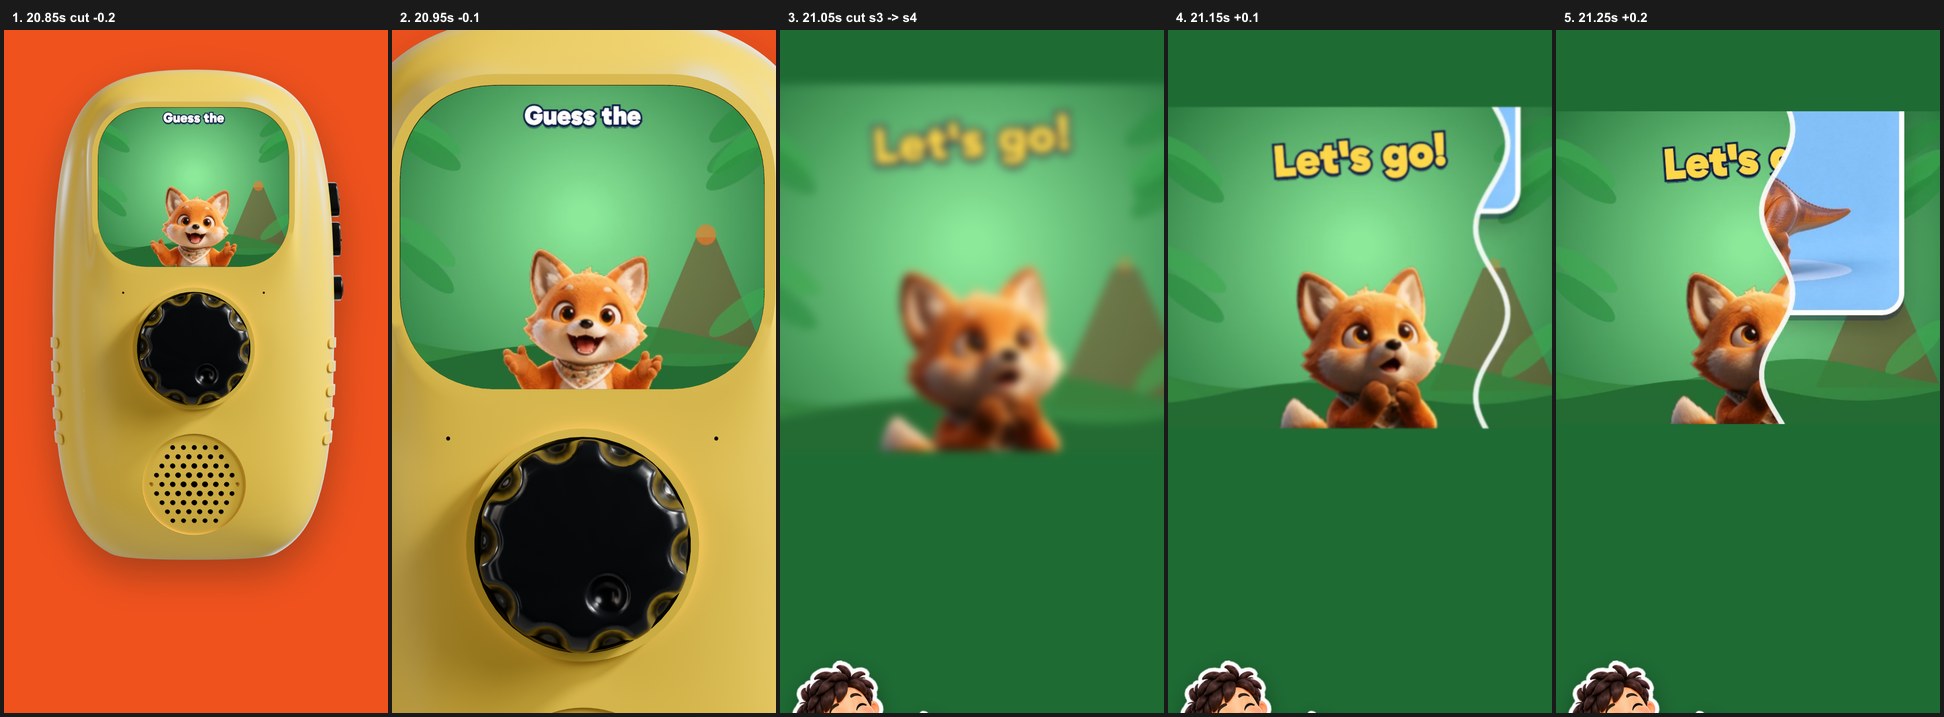 1. 20.85s cut -0.2
2. 20.95s -0.1
3. 21.05s cut s3 -> s4
4. 21.15s +0.1
5. 21.25s +0.2
Guess the
Guess the
Let's go!
Let's go!
Let's g